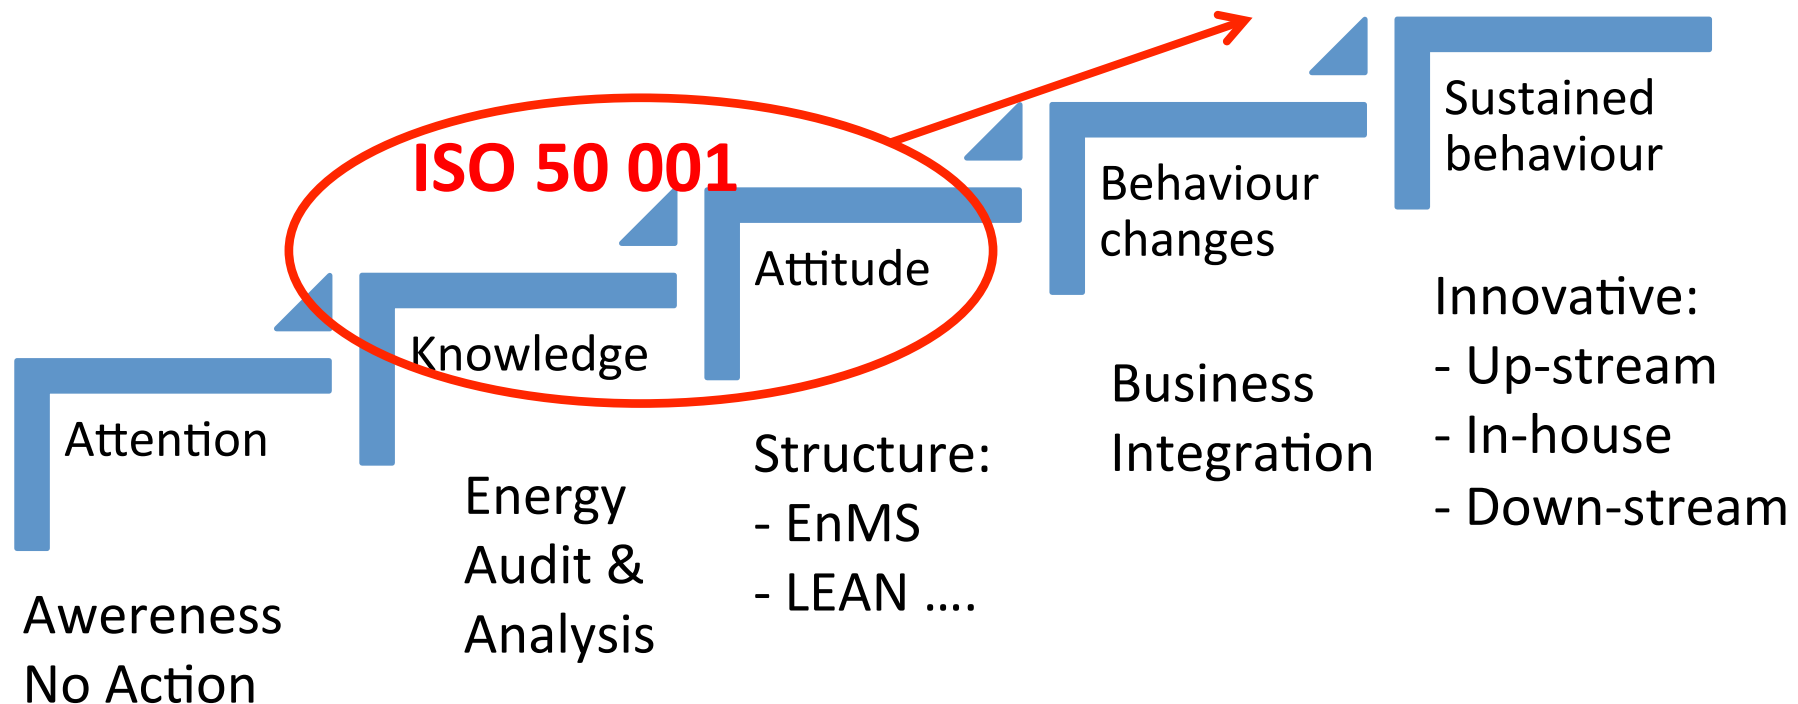 ISO 50 001
Attention
Awereness
No Action
Knowledge
Energy
Audit &
Analysis
Attitude
Structure:
- EnMS
- LEAN ....
Behaviour
changes
Business
Integration
Sustained
behaviour
Innovative:
- Up-stream
- In-house
- Down-stream